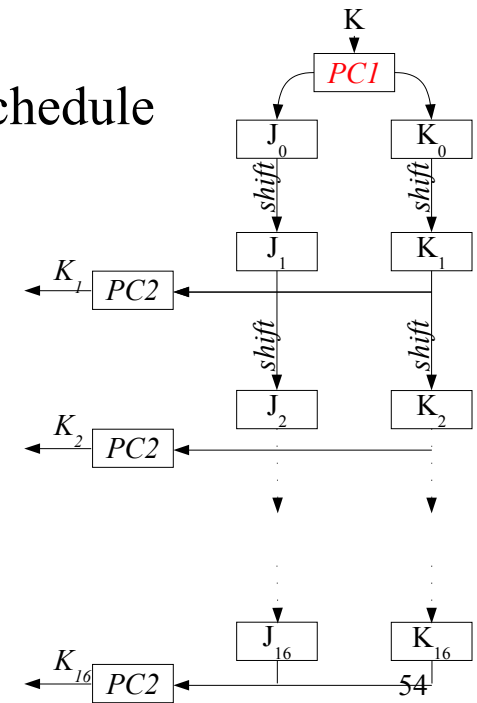 K
PC1
chedule
J0 K0
shift shift
J1 K1
K1 PC2
shift shift
J2 K2
K2 PC2
J16 K16
K16 PC2 54